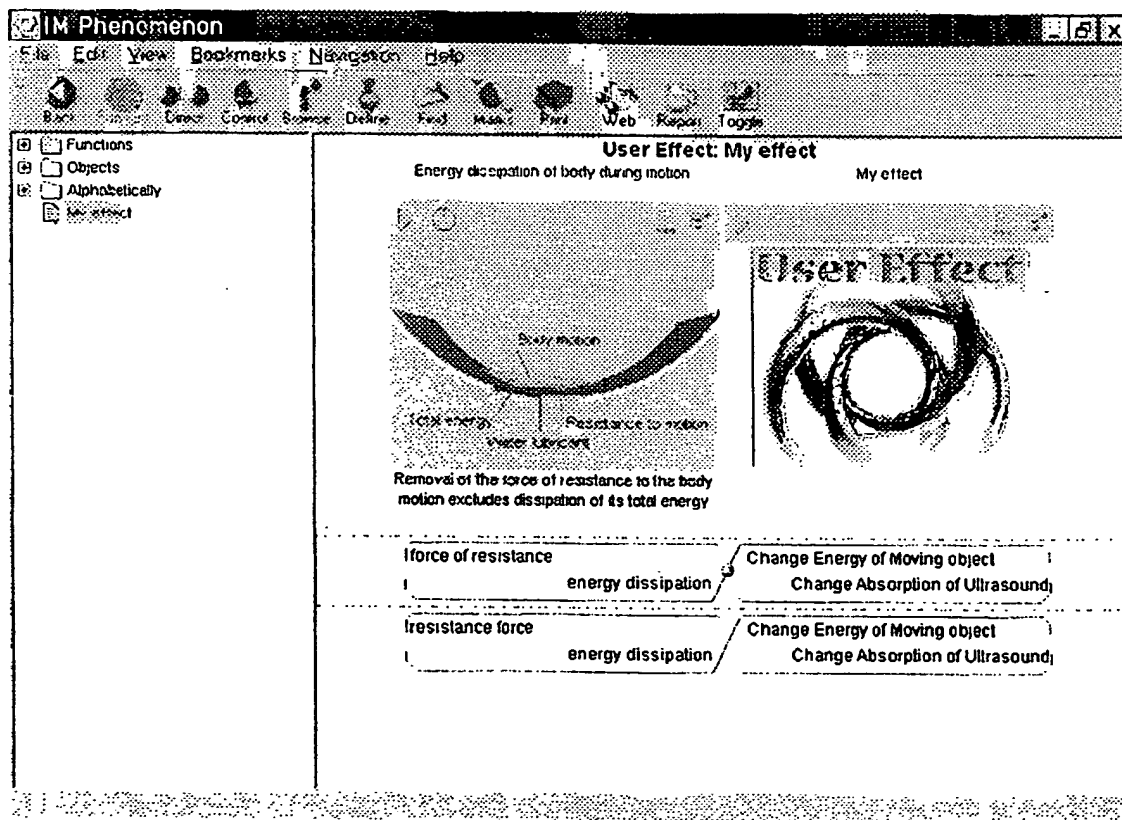 IM Phenomenon
File Edit View Bookmarks Navigation Help
Back Direct Control Browse Define Find Print Web Report Toggle
Functions
Objects
Alphabetically
My effect
User Effect: My effect
Energy dissipation of body during motion
My effect
User Effect
Body motion
Total energy
Resistance to motion
Water lubricant
Removal of the force of resistance to the body
motion excludes dissipation of its total energy
force of resistance
energy dissipation
Change Energy of Moving object
Change Absorption of Ultrasound
resistance force
energy dissipation
Change Energy of Moving object
Change Absorption of Ultrasound